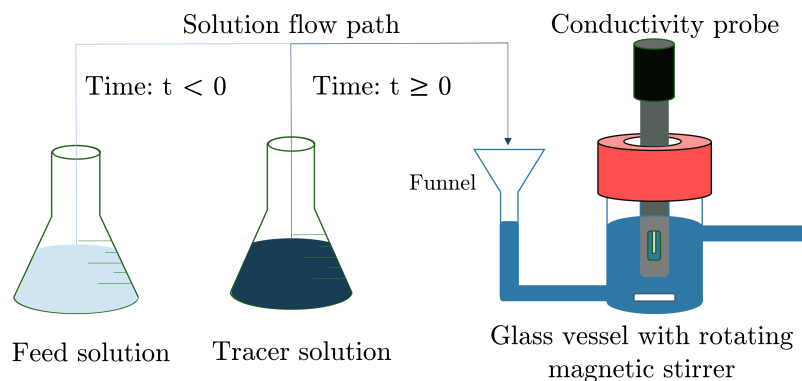 Solution flow path
Conductivity probe
Time: t < 0
Time: t ≥ 0
Funnel
Feed solution
Tracer solution
Glass vessel with rotating
magnetic stirrer